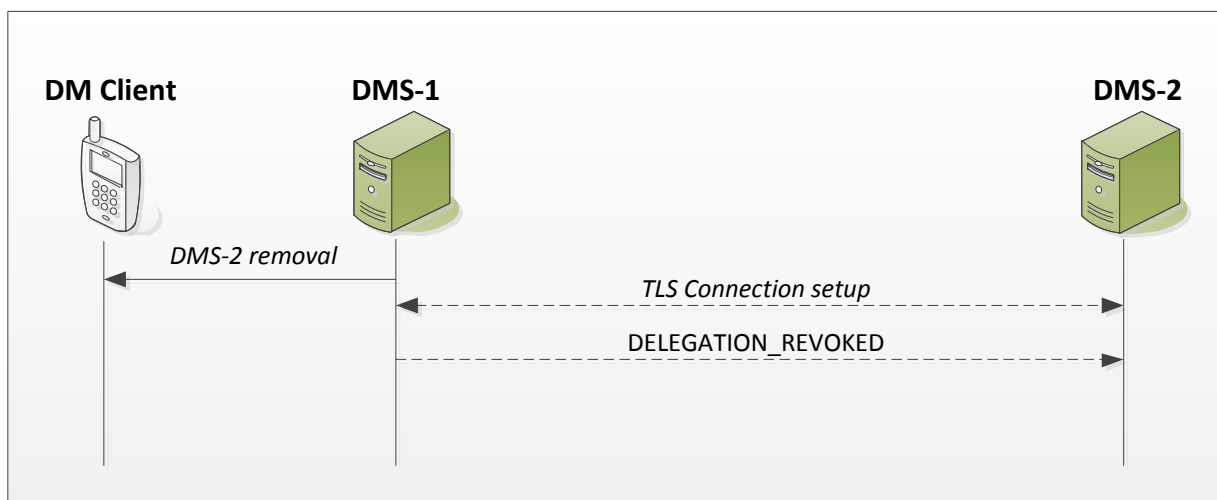 DM Client
DMS-1
DMS-2
DMS-2 removal
TLS Connection setup
DELEGATION_REVOKED